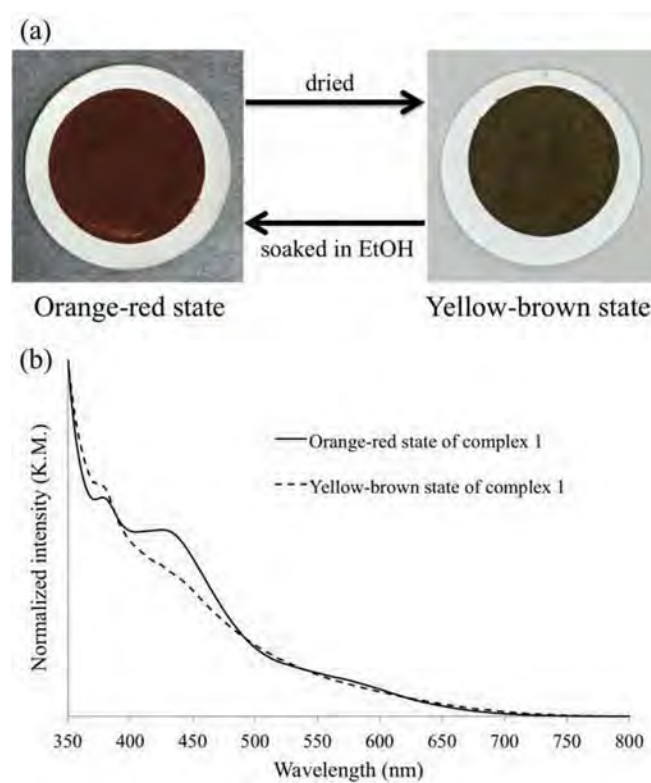 (a)
dried
soaked in EtOH
Orange-red state
Yellow-brown state
(b)
Normalized intensity (K.M.)
Orange-red state of complex 1
Yellow-brown state of complex 1
350 400 450 500 550 600 650 700 750 800
Wavelength (nm)